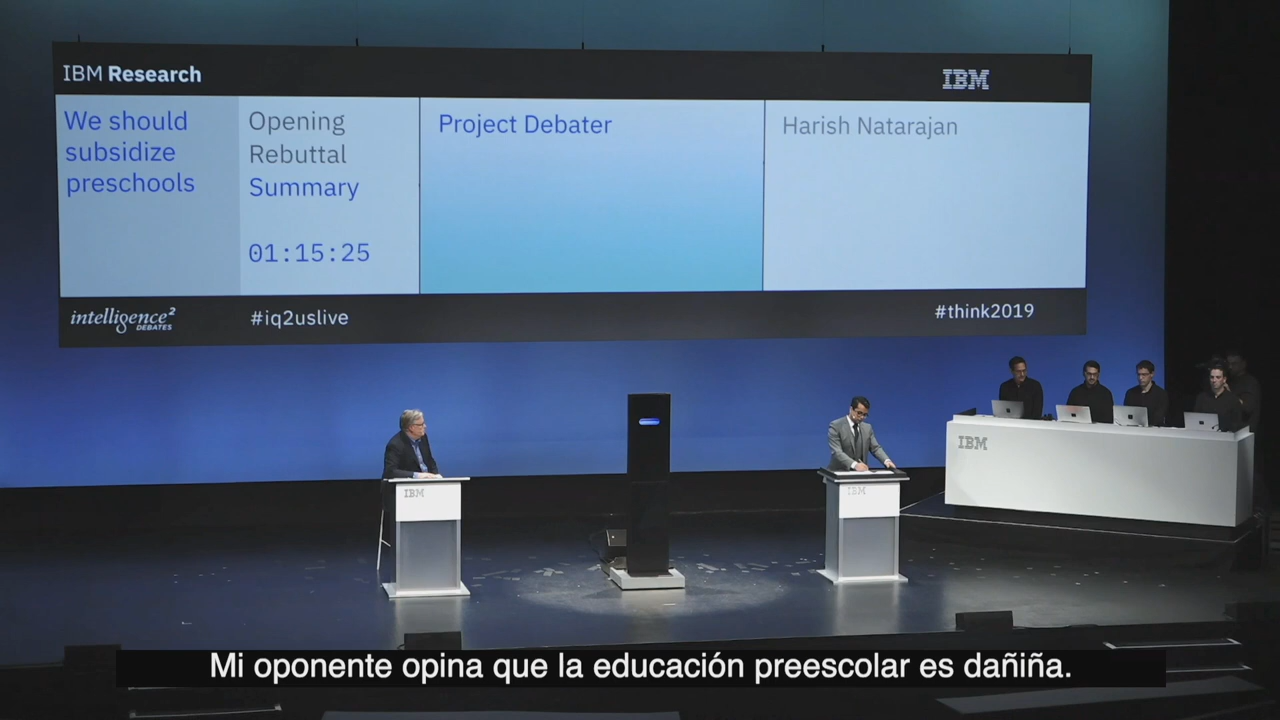 IBM Research
IBM
We should
subsidize
preschools
Opening
Rebuttal
Summary
01:15:25
Project Debater
Harish Natarajan
intelligence²
DEBATES
#iq2uslive
#think2019
IBM
IBM
IBM
Mi oponente opina que la educación preescolar es dañiña.